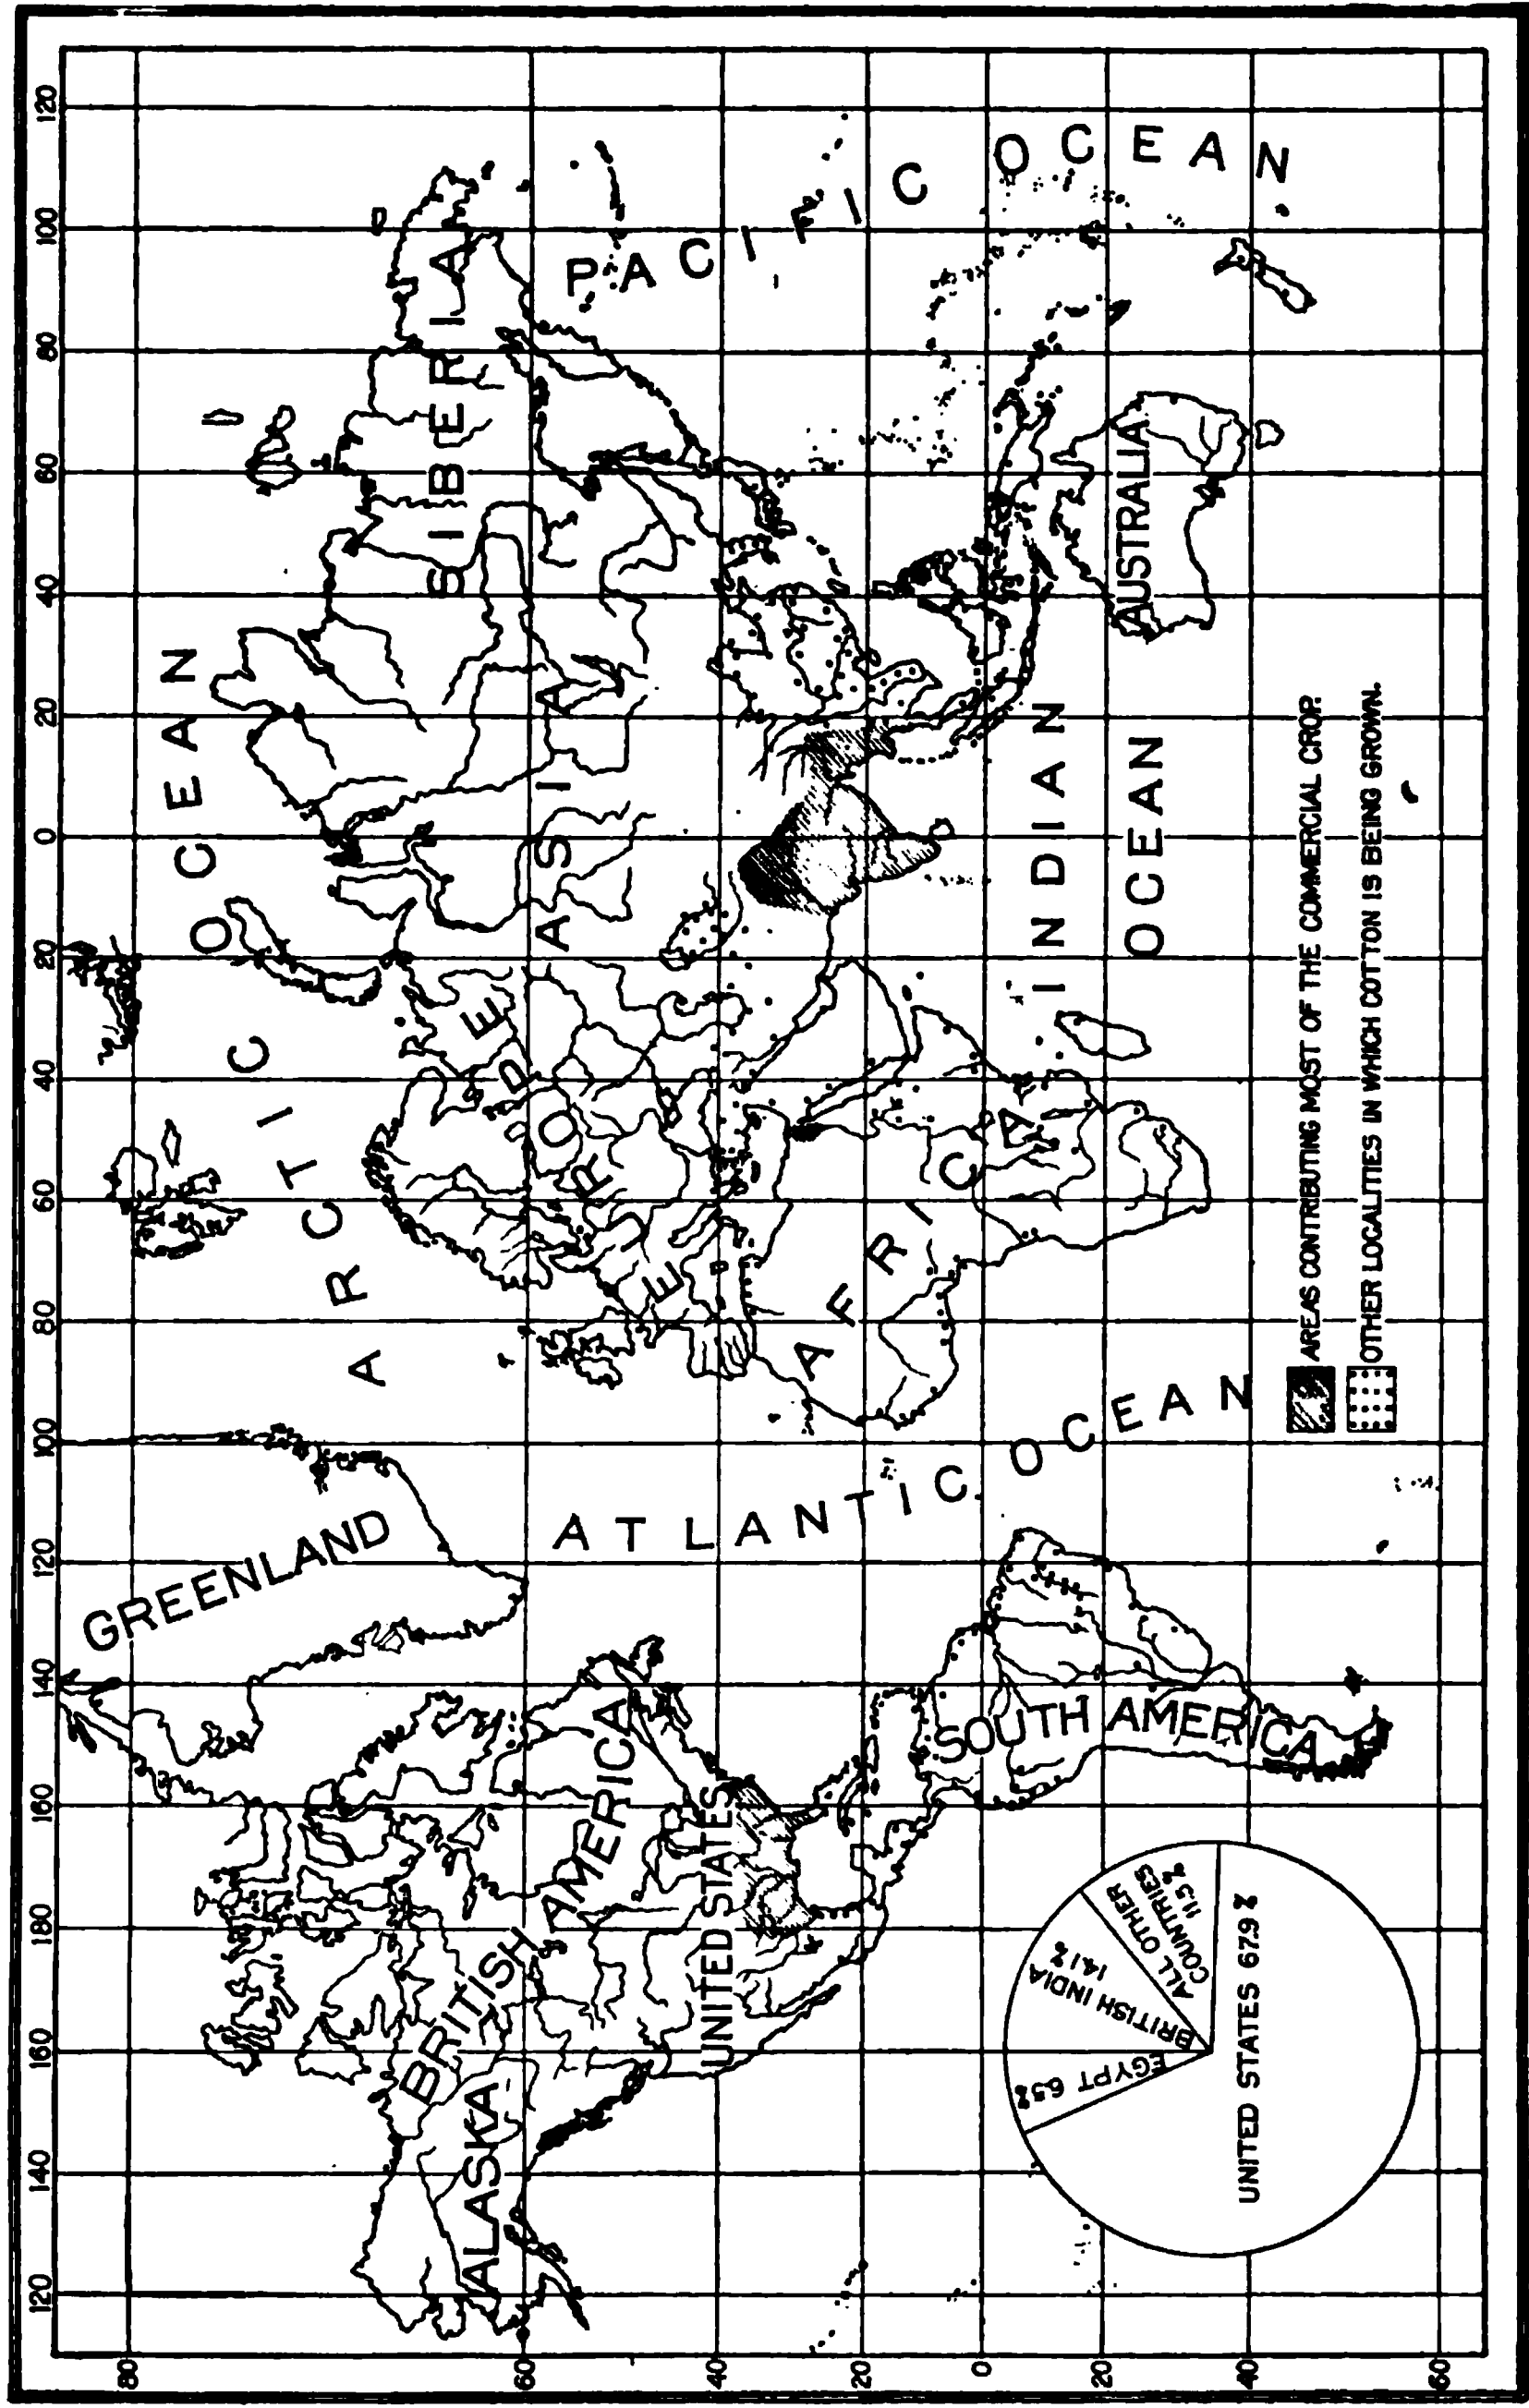 120 140 160 180 160 140 120 100 80 60 40 20 0 20 40 60 80 100 120
80
60
40
20
0
20
40
60
GREENLAND
ARCTIC OCEAN
ALASKA
BRITISH AMERICA
EUROPE
ASIA
SIBERIA
UNITED STATES
ATLANTIC OCEAN
AFRICA
PACIFIC OCEAN
SOUTH AMERICA
INDIAN
OCEAN
AUSTRALIA
EGYPT 6.5%
BRITISH INDIA
14.1%
ALL OTHER
COUNTRIES
11.5%
UNITED STATES 67.9%
AREAS CONTRIBUTING MOST OF THE COMMERCIAL CROP.
OTHER LOCALITIES IN WHICH COTTON IS BEING GROWN.